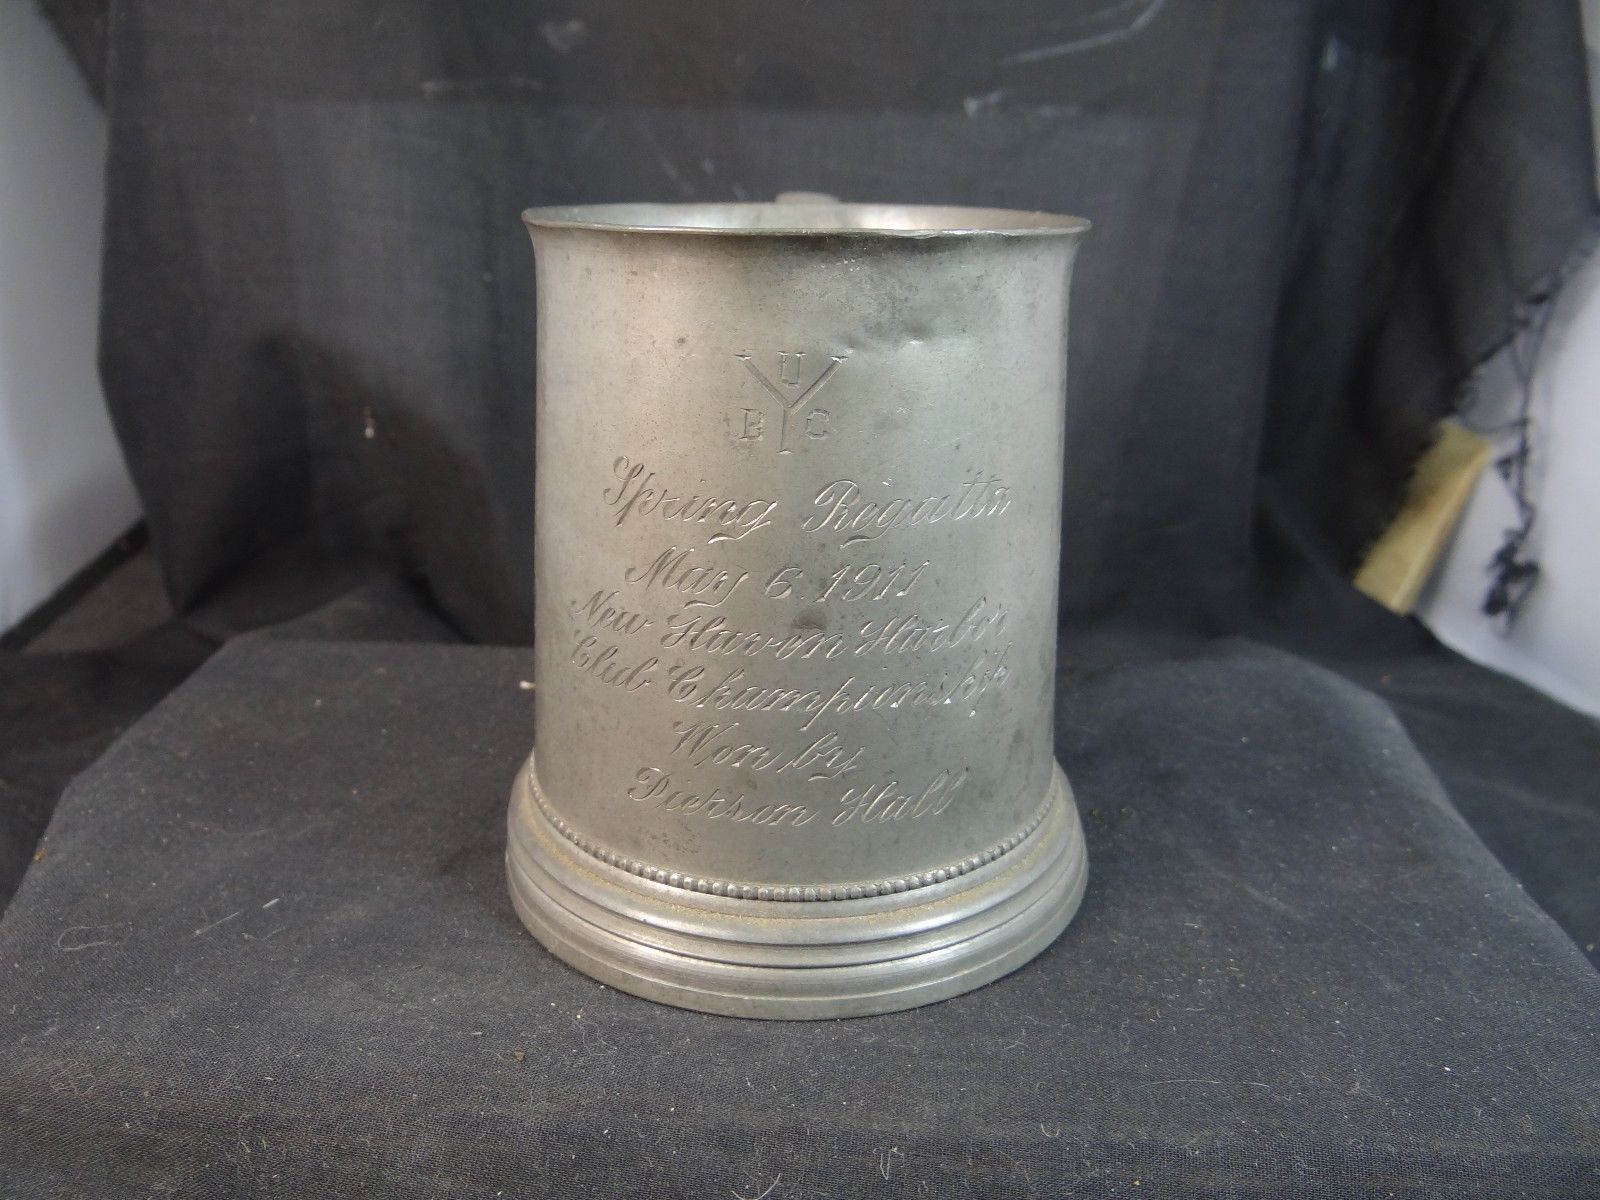 Y U B C
Spring Regatta
May 6. 1911
New Haven Harbor
Club Championship
Won by
Pierson Hall